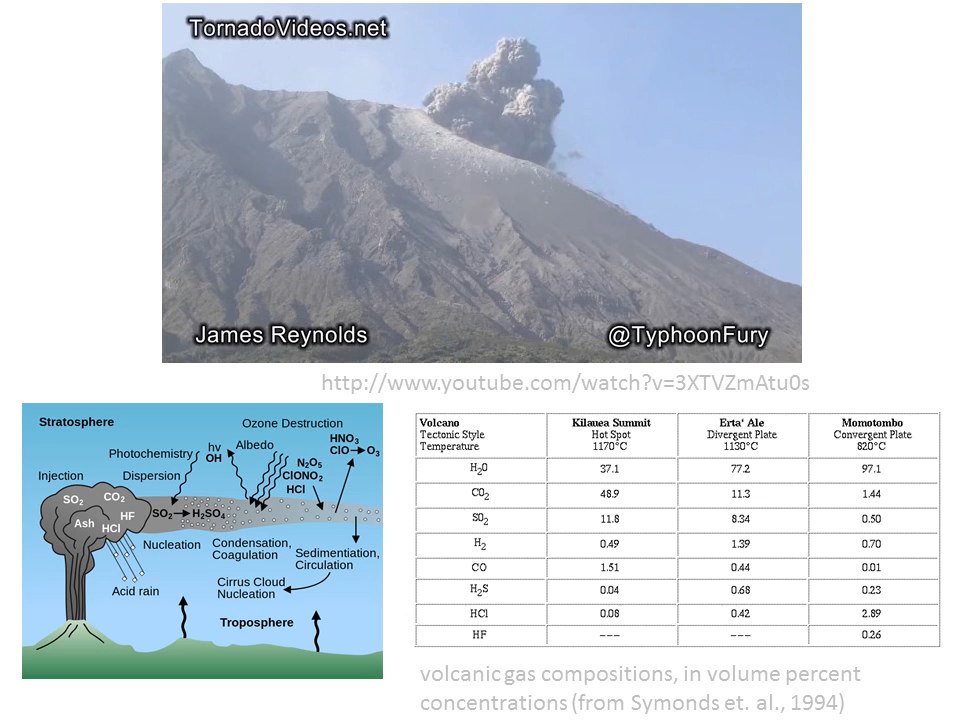 TornadoVideos.net
James Reynolds
@TyphoonFury
http://www.youtube.com/watch?v=3XTVZmAtu0s
Stratosphere
Ozone Destruction
HNO3
ClO→O3
Photochemistry
hv
OH
Albedo
N2O5
ClONO2
HCl
Injection
Dispersion
SO2
CO2
HF
Ash
HCl
SO2→H2SO4
Nucleation
Condensation,
Coagulation
Sedimentiation,
Circulation
Acid rain
Cirrus Cloud
Nucleation
Troposphere
Volcano Kilauea Summit Erta‘ Ale Momotombo
Tectonic Style Hot Spot Divergent Plate Convergent Plate
Temperature 1170°C 1130°C 820°C
H2O 37.1 77.2 97.1
CO2 48.9 11.3 1.44
SO2 11.8 8.34 0.50
H2 0.49 1.39 0.70
CO 1.51 0.44 0.01
H2S 0.04 0.68 0.23
HCl 0.08 0.42 2.89
HF --- --- 0.26
volcanic gas compositions, in volume percent
concentrations (from Symonds et. al., 1994)